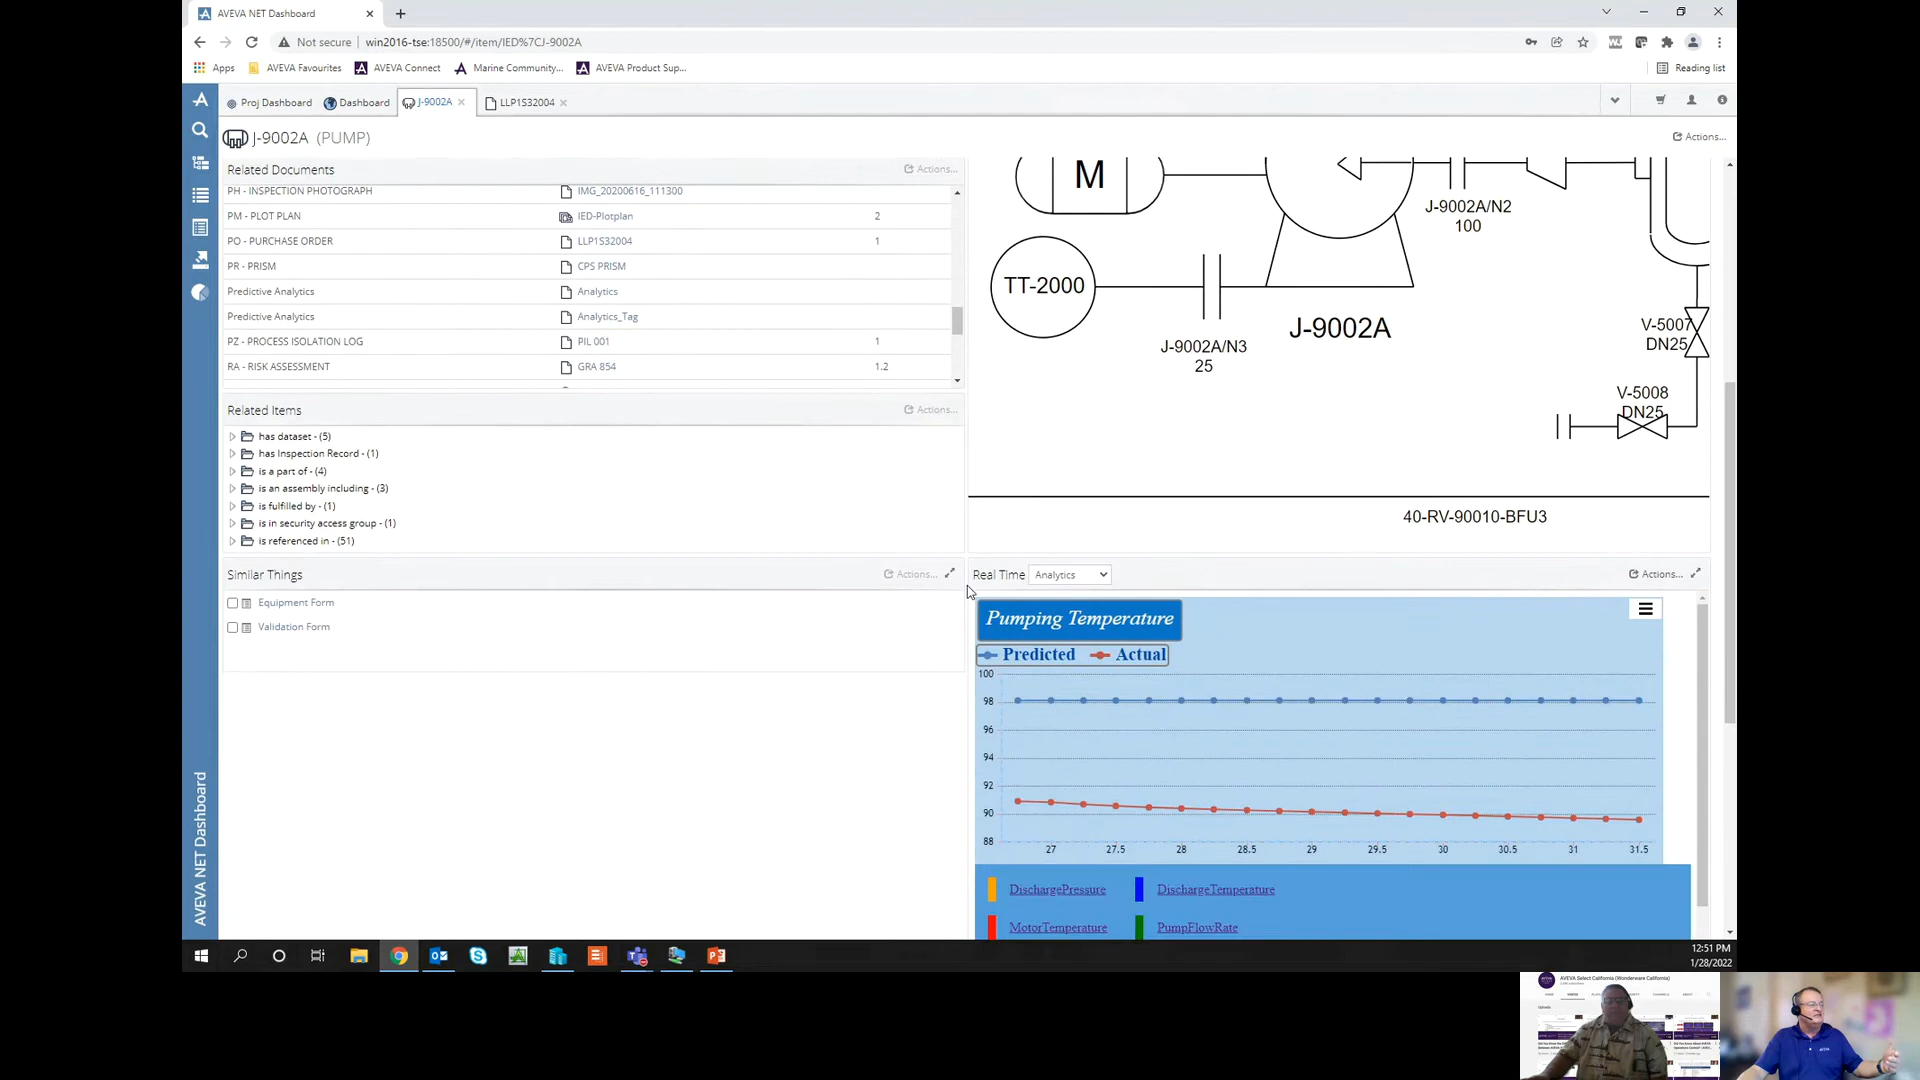 AVEVA NET Dashboard
Not secure
win2016-tse:18500/#/item/IED%7CJ-9002A
Apps
AVEVA Favourites
AVEVA Connect
Marine Community...
AVEVA Product Sup...
Reading list
Proj Dashboard
Dashboard
J-9002A
LLP1S32004
J-9002A (PUMP)
Actions...
Related Documents
Actions...
PH - INSPECTION PHOTOGRAPH IMG_20200616_111300
PM - PLOT PLAN IED-Plotplan 2
PO - PURCHASE ORDER LLP1S32004 1
PR - PRISM CPS PRISM
Predictive Analytics Analytics
Predictive Analytics Analytics_Tag
PZ - PROCESS ISOLATION LOG PIL 001 1
RA - RISK ASSESSMENT GRA 854 1.2
Related Items
Actions...
has dataset - (5)
has Inspection Record - (1)
is a part of - (4)
is an assembly including - (3)
is fulfilled by - (1)
is in security access group - (1)
is referenced in - (51)
Similar Things
Actions...
Equipment Form
Validation Form
M
J-9002A/N2
100
TT-2000
J-9002A
J-9002A/N3
25
V-5007
DN25
V-5008
DN25
40-RV-90010-BFU3
Real Time
Analytics
Actions...
Pumping Temperature
Predicted Actual
100
98
96
94
92
90
88
27 27.5 28 28.5 29 29.5 30 30.5 31 31.5
DischargePressure
DischargeTemperature
MotorTemperature
PumpFlowRate
AVEVA NET Dashboard
12:51 PM
1/28/2022
AVEVA Select California (Wonderware California)